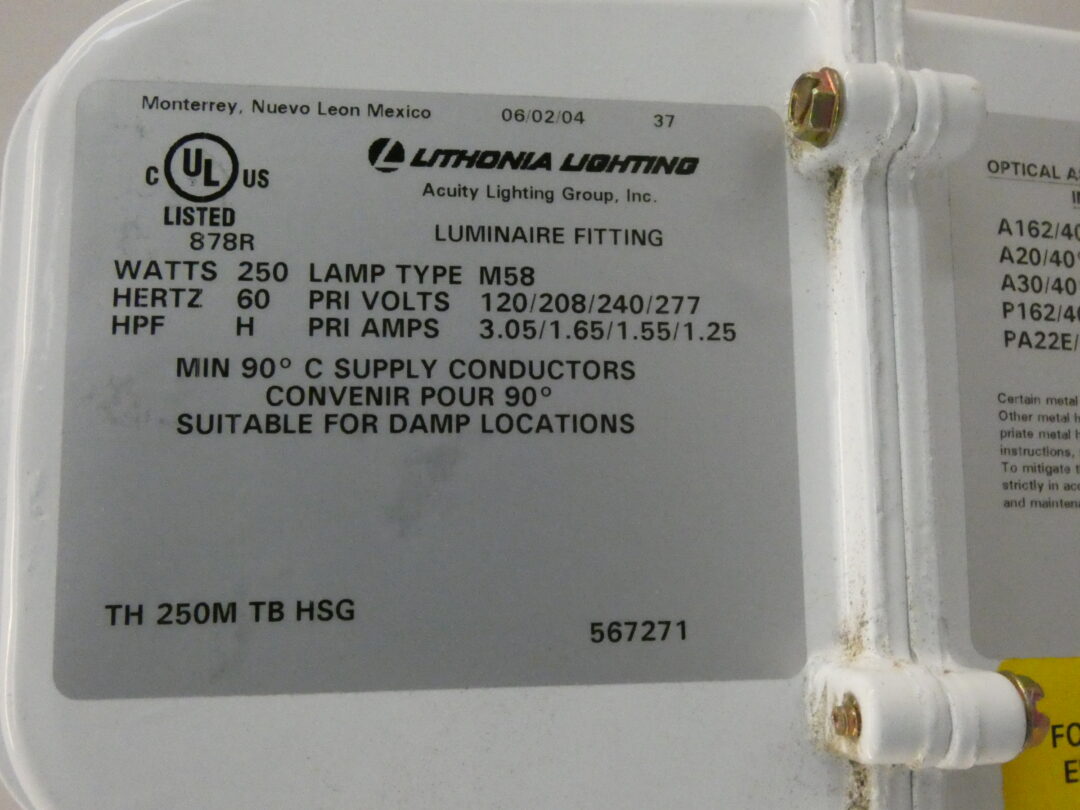 Monterrey, Nuevo Leon Mexico 06/02/04 37
C UL US
LISTED
878R
LITHONIA LIGHTING
Acuity Lighting Group, Inc.
LUMINAIRE FITTING
WATTS 250 LAMP TYPE M58
HERTZ 60 PRI VOLTS 120/208/240/277
HPF H PRI AMPS 3.05/1.65/1.55/1.25
MIN 90° C SUPPLY CONDUCTORS
CONVENIR POUR 90°
SUITABLE FOR DAMP LOCATIONS
TH 250M TB HSG
567271
OPTICAL
A162/40
A20/40°
A30/40
P162/40
PA22E/
Certain metal
Other metal
priate metal
instructions,
To mitigate
strictly in
and